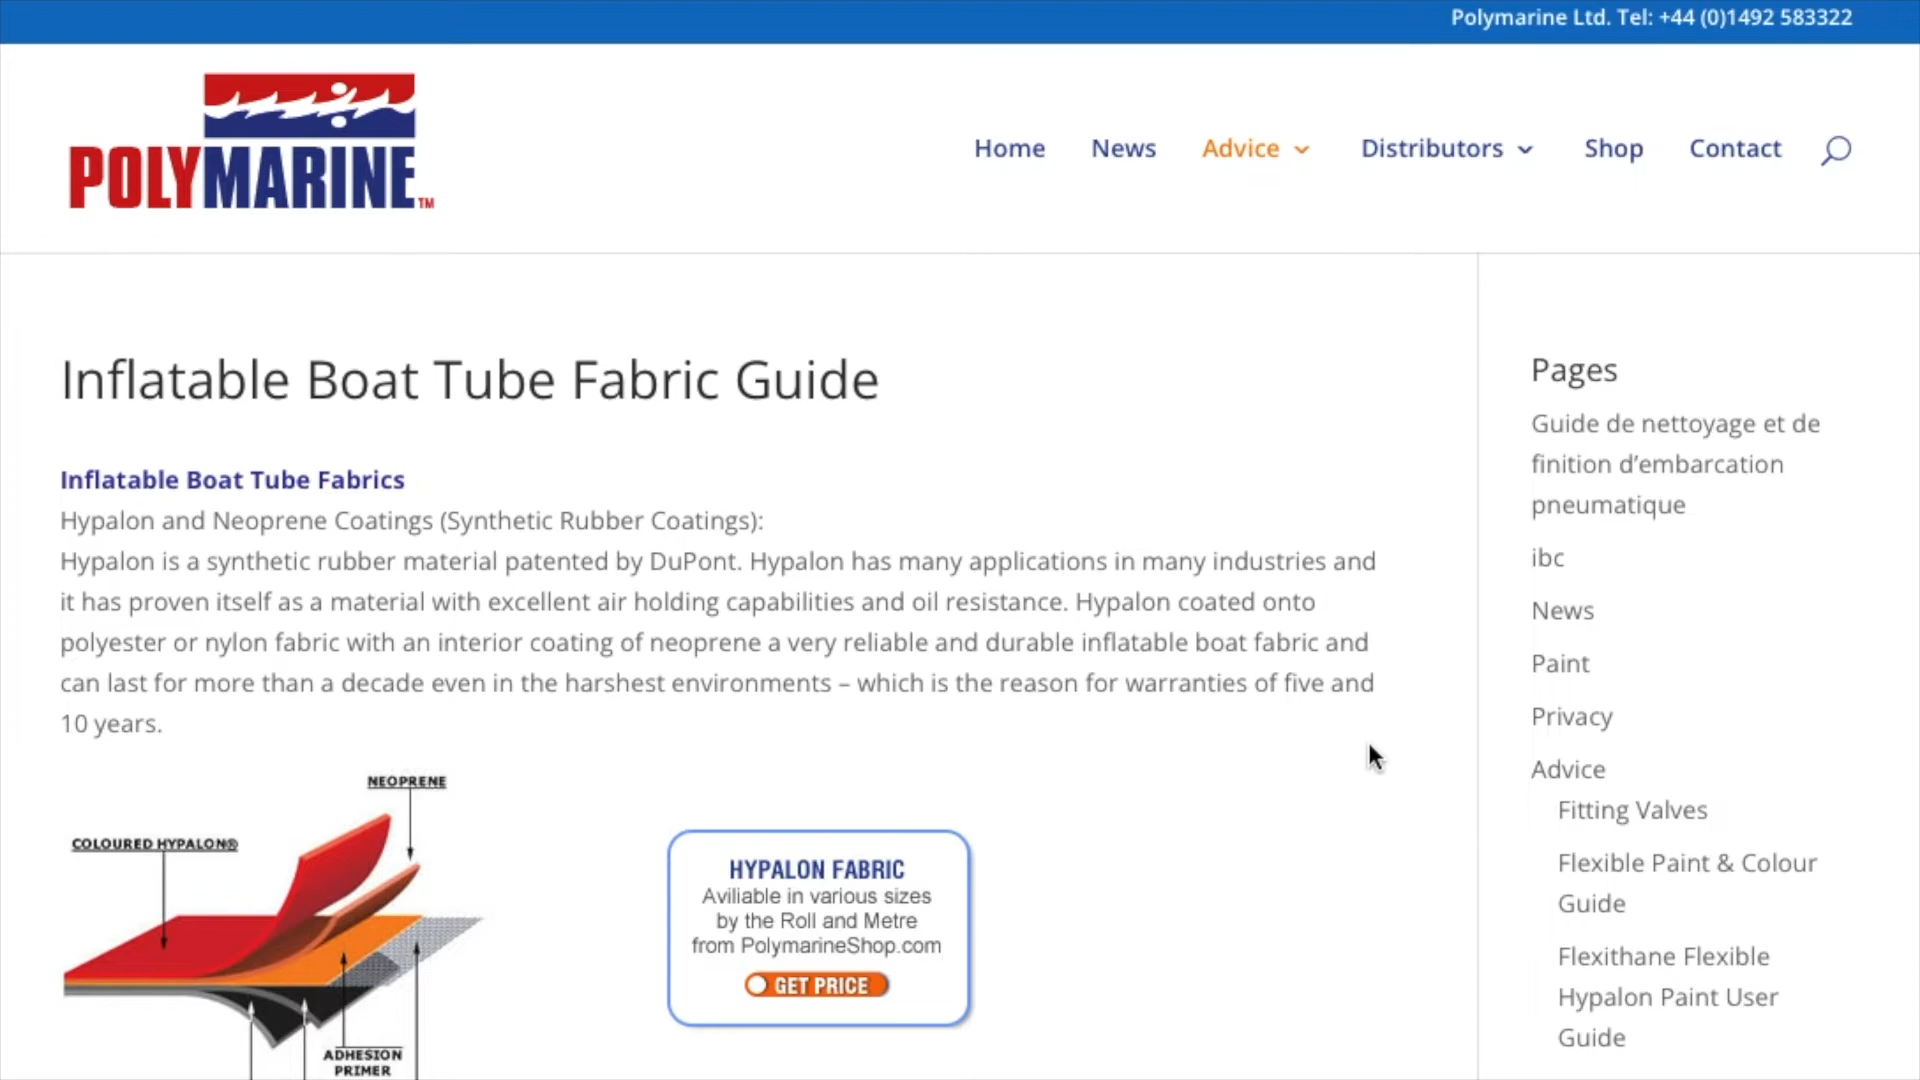 Polymarine Ltd. Tel: +44 (0)1492 583322
POLYMARINE™
Home News Advice Distributors Shop Contact
Inflatable Boat Tube Fabric Guide
Inflatable Boat Tube Fabrics
Hypalon and Neoprene Coatings (Synthetic Rubber Coatings):
Hypalon is a synthetic rubber material patented by DuPont. Hypalon has many applications in many industries and
it has proven itself as a material with excellent air holding capabilities and oil resistance. Hypalon coated onto
polyester or nylon fabric with an interior coating of neoprene a very reliable and durable inflatable boat fabric and
can last for more than a decade even in the harshest environments – which is the reason for warranties of five and
10 years.
NEOPRENE
COLOURED HYPALON®
ADHESION
PRIMER
HYPALON FABRIC
Aviliable in various sizes
by the Roll and Metre
from PolymarineShop.com
GET PRICE
Pages
Guide de nettoyage et de
finition d’embarcation
pneumatique
ibc
News
Paint
Privacy
Advice
Fitting Valves
Flexible Paint & Colour
Guide
Flexithane Flexible
Hypalon Paint User
Guide